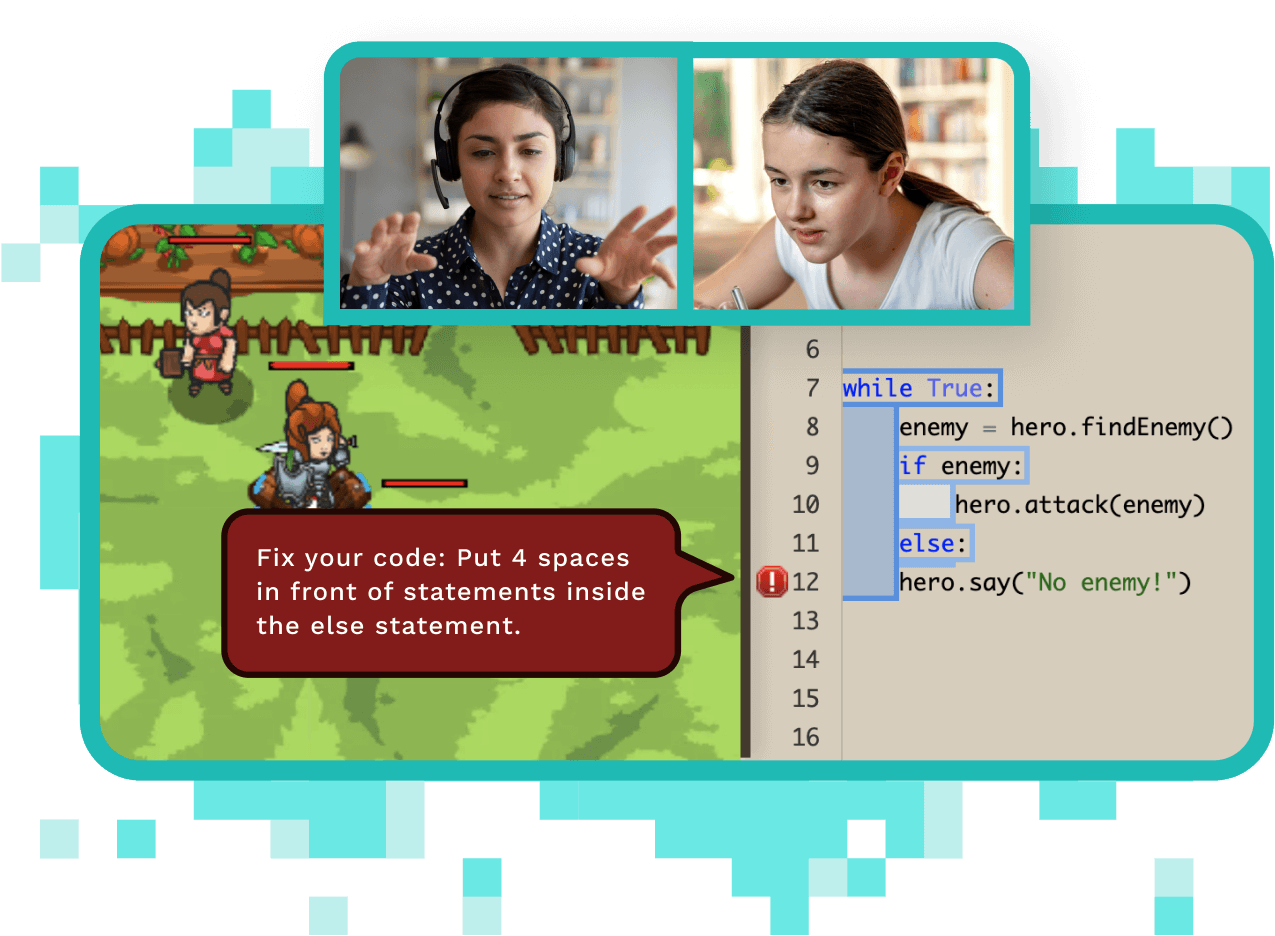 6
7 while True:
8 enemy = hero.findEnemy()
9 if enemy:
10 hero.attack(enemy)
11 else:
12 hero.say("No enemy!")
13
14
15
16
Fix your code: Put 4 spaces
in front of statements inside
the else statement.